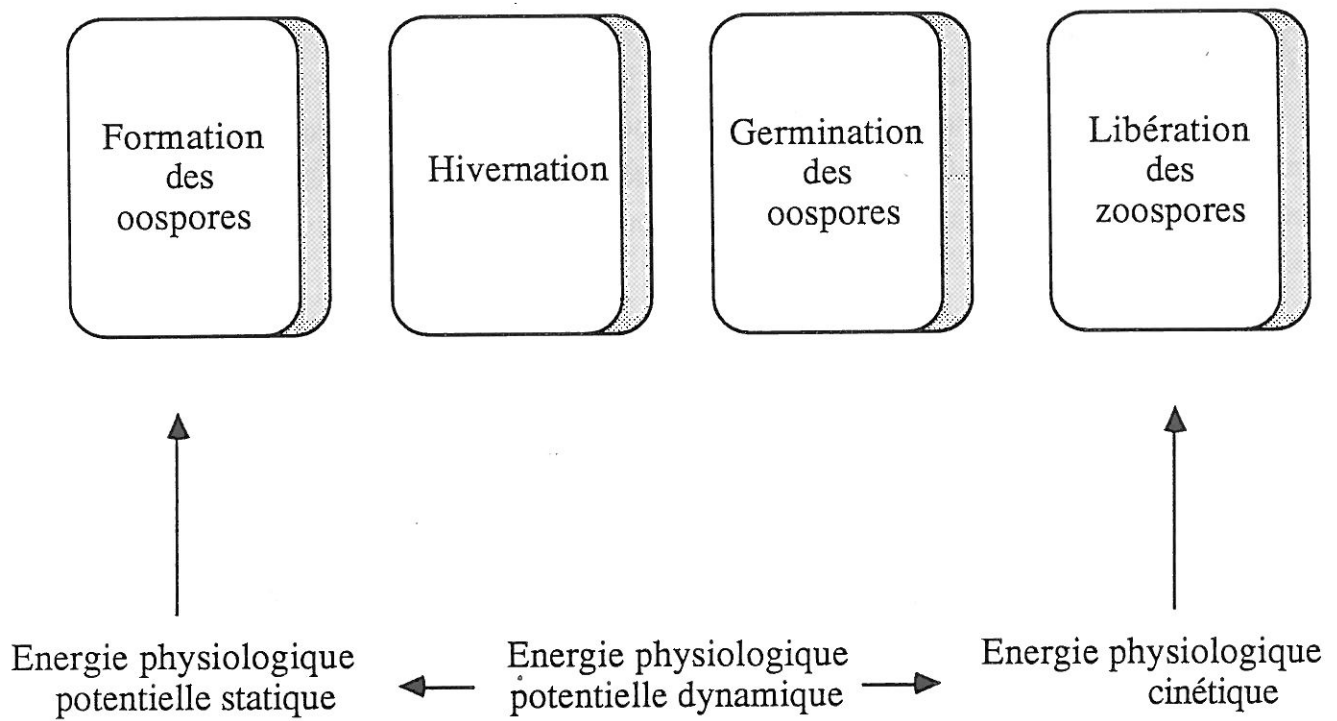 Formation
des
oospores
Hivernation
Germination
des
oospores
Libération
des
zoospores
Energie physiologique
potentielle statique
Energie physiologique
potentielle dynamique
Energie physiologique
cinétique